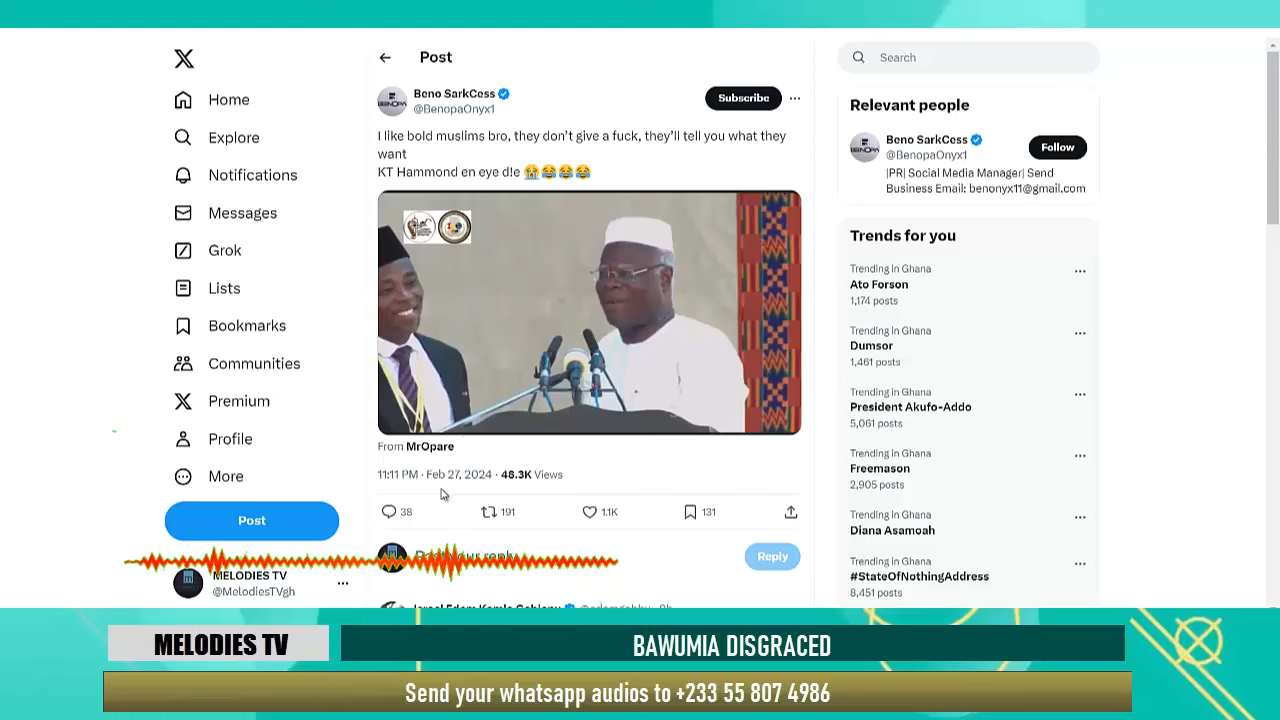 Post
Search
Home
Explore
Notifications
Messages
Grok
Lists
Bookmarks
Communities
Premium
Profile
More
Post
MELODIES TV
@MelodiesTVgh
Beno SarkCess
@BenopaOnyx1
Subscribe
I like bold muslims bro, they don't give a fuck, they'll tell you what they
want
KT Hammond en eye d!e 😭😂😂😂
From MrOpare
11:11 PM · Feb 27, 2024 · 48.3K Views
38
191
1.1K
131
Reply
Relevant people
Beno SarkCess
@BenopaOnyx1
Follow
|PR| Social Media Manager| Send
Business Email: benonyx11@gmail.com
Trends for you
Trending in Ghana
Ato Forson
1,174 posts
Trending in Ghana
Dumsor
1,461 posts
Trending in Ghana
President Akufo-Addo
5,061 posts
Trending in Ghana
Freemason
2,905 posts
Trending in Ghana
Diana Asamoah
Trending in Ghana
#StateOfNothingAddress
8,451 posts
MELODIES TV
BAWUMIA DISGRACED
Send your whatsapp audios to +233 55 807 4986